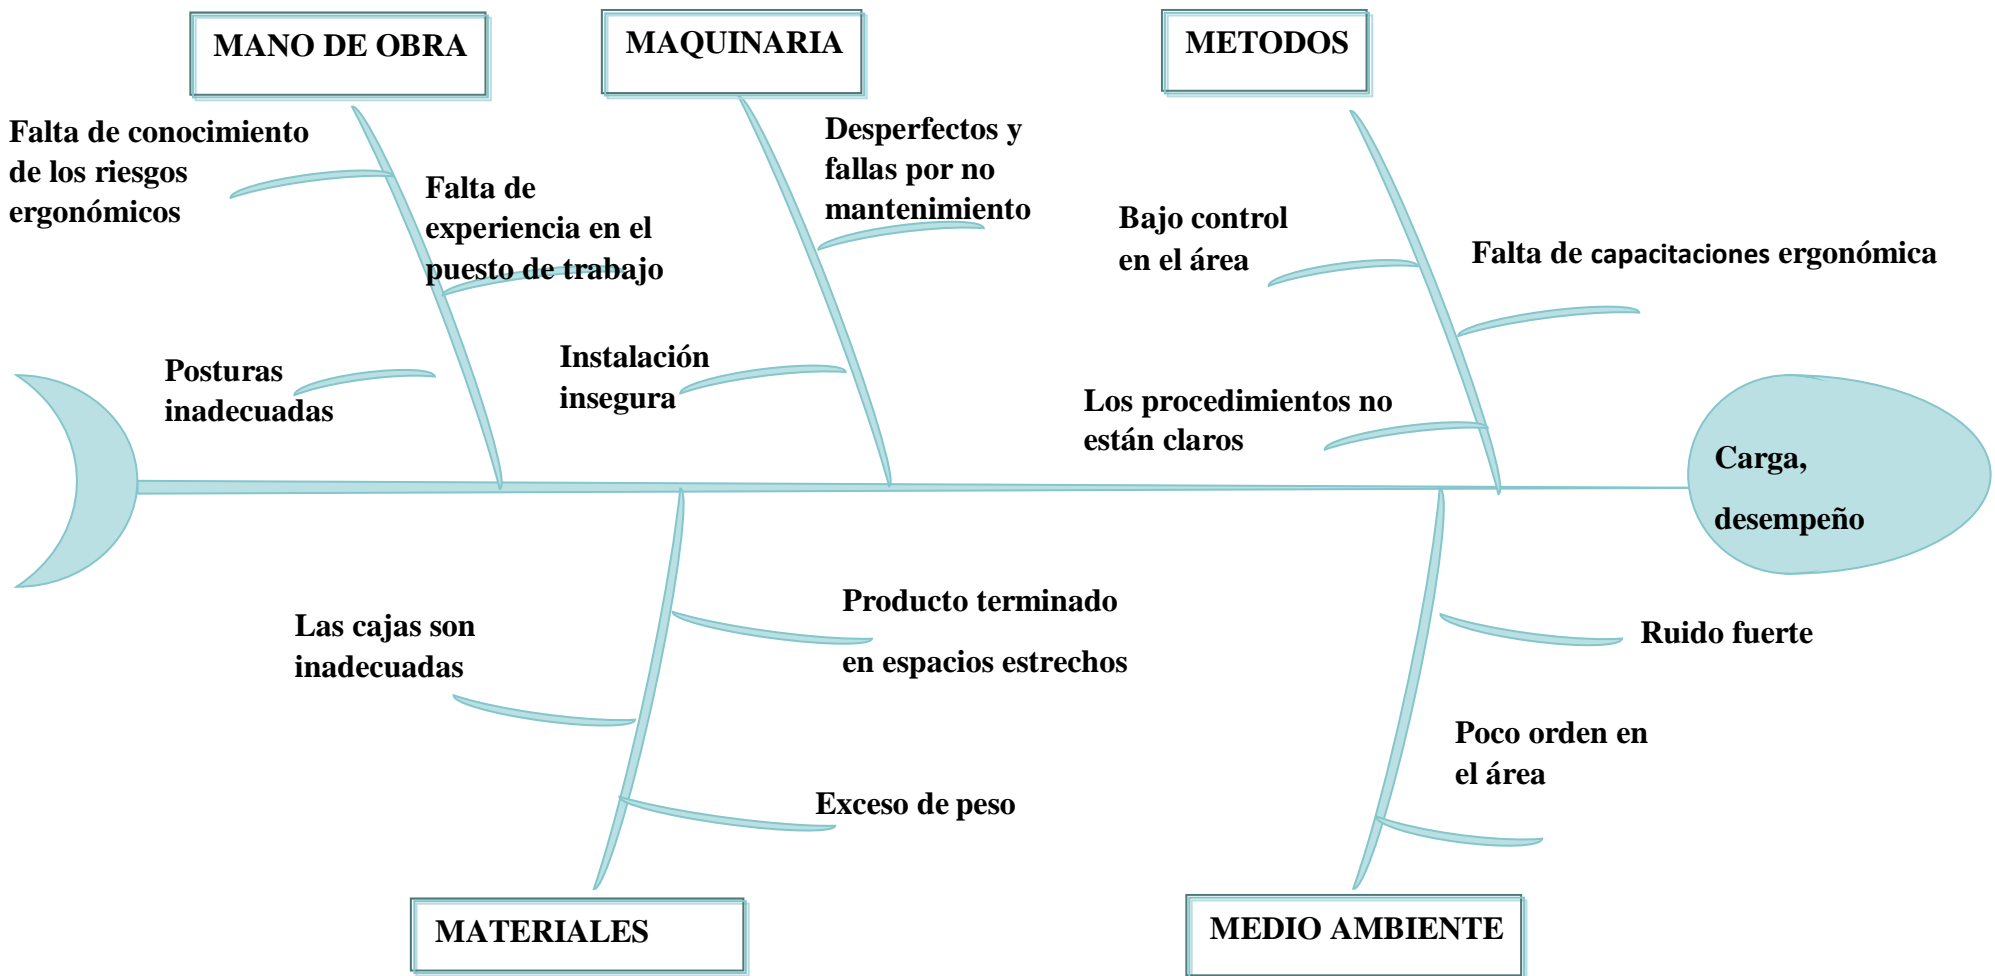 MANO DE OBRA
MAQUINARIA
METODOS
Falta de conocimiento
de los riesgos
ergonómicos
Falta de
experiencia en el
puesto de trabajo
Posturas
inadecuadas
Desperfectos y
fallas por no
mantenimiento
Instalación
insegura
Bajo control
en el área
Falta de capacitaciones ergonómica
Los procedimientos no
están claros
Carga,
desempeño
Las cajas son
inadecuadas
Producto terminado
en espacios estrechos
Exceso de peso
Ruido fuerte
Poco orden en
el área
MATERIALES
MEDIO AMBIENTE